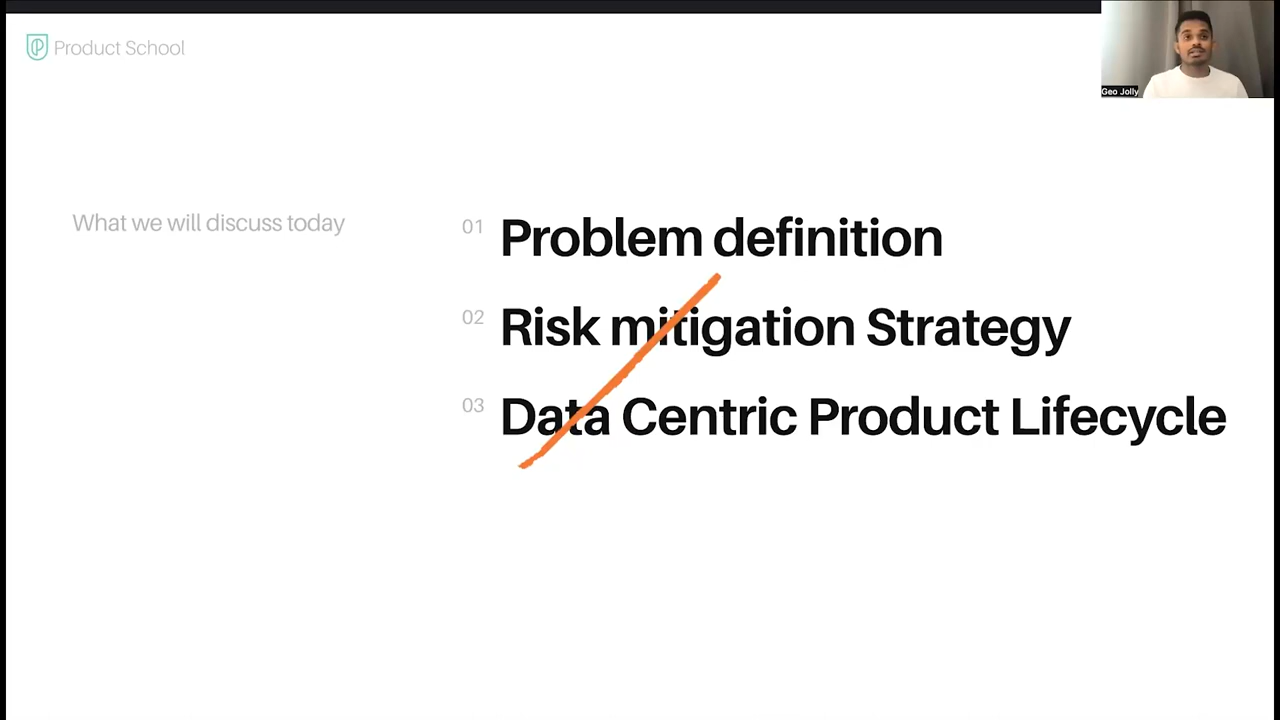 Product School
Geo Jolly
What we will discuss today
01 Problem definition
02 Risk mitigation Strategy
03 Data Centric Product Lifecycle